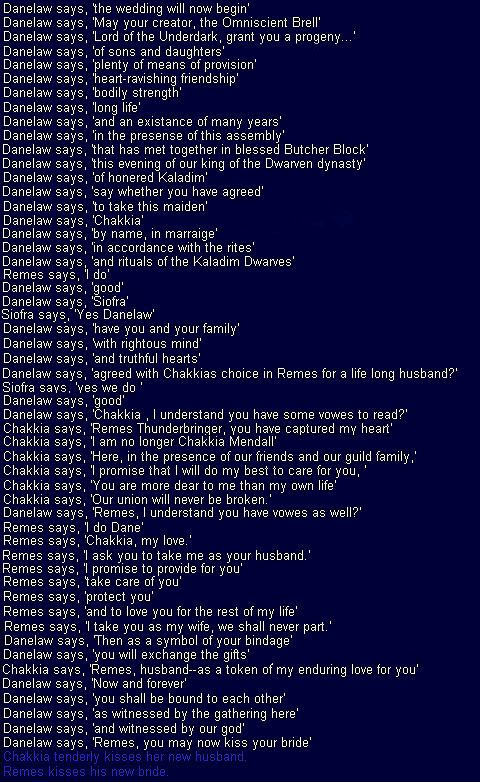 Danelaw says, 'the wedding will now begin'
Danelaw says, 'May your creator, the Omniscient Brell'
Danelaw says, 'Lord of the Underdark, grant you a progeny...'
Danelaw says, 'of sons and daughters'
Danelaw says, 'plenty of means of provision'
Danelaw says, 'heart-ravishing friendship'
Danelaw says, 'bodily strength'
Danelaw says, 'long life'
Danelaw says, 'and an existance of many years'
Danelaw says, 'in the presense of this assembly'
Danelaw says, 'that has met together in blessed Butcher Block'
Danelaw says, 'this evening of our king of the Dwarven dynasty'
Danelaw says, 'of honered Kaladim'
Danelaw says, 'say whether you have agreed'
Danelaw says, 'to take this maiden'
Danelaw says, 'Chakkia'
Danelaw says, 'by name, in marraige'
Danelaw says, 'in accordance with the rites'
Danelaw says, 'and rituals of the Kaladim Dwarves'
Remes says, 'I do'
Danelaw says, 'good'
Danelaw says, 'Siofra'
Siofra says, 'Yes Danelaw'
Danelaw says, 'have you and your family'
Danelaw says, 'with rightous mind'
Danelaw says, 'and truthful hearts'
Danelaw says, 'agreed with Chakkias choice in Remes for a life long husband?'
Siofra says, 'yes we do '
Danelaw says, 'good'
Danelaw says, 'Chakkia , I understand you have some vowes to read?'
Chakkia says, 'Remes Thunderbringer, you have captured my heart'
Chakkia says, 'I am no longer Chakkia Mendall'
Chakkia says, 'Here, in the presence of our friends and our guild family,'
Chakkia says, 'I promise that I will do my best to care for you, '
Chakkia says, 'You are more dear to me than my own life'
Chakkia says, 'Our union will never be broken.'
Danelaw says, 'Remes, I understand you have vowes as well?'
Remes says, 'I do Dane'
Remes says, 'Chakkia, my love.'
Remes says, 'I ask you to take me as your husband.'
Remes says, 'I promise to provide for you'
Remes says, 'take care of you'
Remes says, 'protect you'
Remes says, 'and to love you for the rest of my life'
Remes says, 'I take you as my wife, we shall never part.'
Danelaw says, 'Then as a symbol of your bindage'
Danelaw says, 'you will exchange the gifts'
Chakkia says, 'Remes, husband--as a token of my enduring love for you'
Danelaw says, 'Now and forever'
Danelaw says, 'you shall be bound to each other'
Danelaw says, 'as witnessed by the gathering here'
Danelaw says, 'and witnessed by our god'
Danelaw says, 'Remes, you may now kiss your bride'
Chakkia tenderly kisses her new husband.
Remes kisses his new bride.